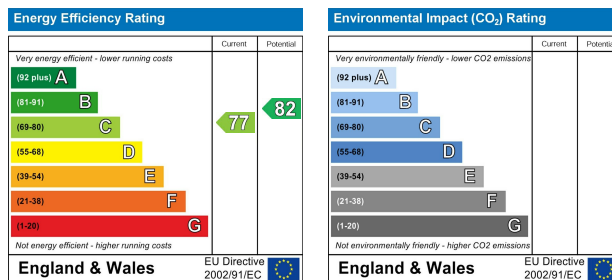 Energy Efficiency Rating
Current Potential
Very energy efficient - lower running costs
(92 plus) A
(81-91) B
(69-80) C
(55-68) D
(39-54) E
(21-38) F
(1-20) G
77
82
Not energy efficient - higher running costs
England & Wales
EU Directive
2002/91/EC
Environmental Impact (CO₂) Rating
Current Potential
Very environmentally friendly - lower CO2 emissions
(92 plus) A
(81-91) B
(69-80) C
(55-68) D
(39-54) E
(21-38) F
(1-20) G
Not environmentally friendly - higher CO2 emissions
England & Wales
EU Directive
2002/91/EC